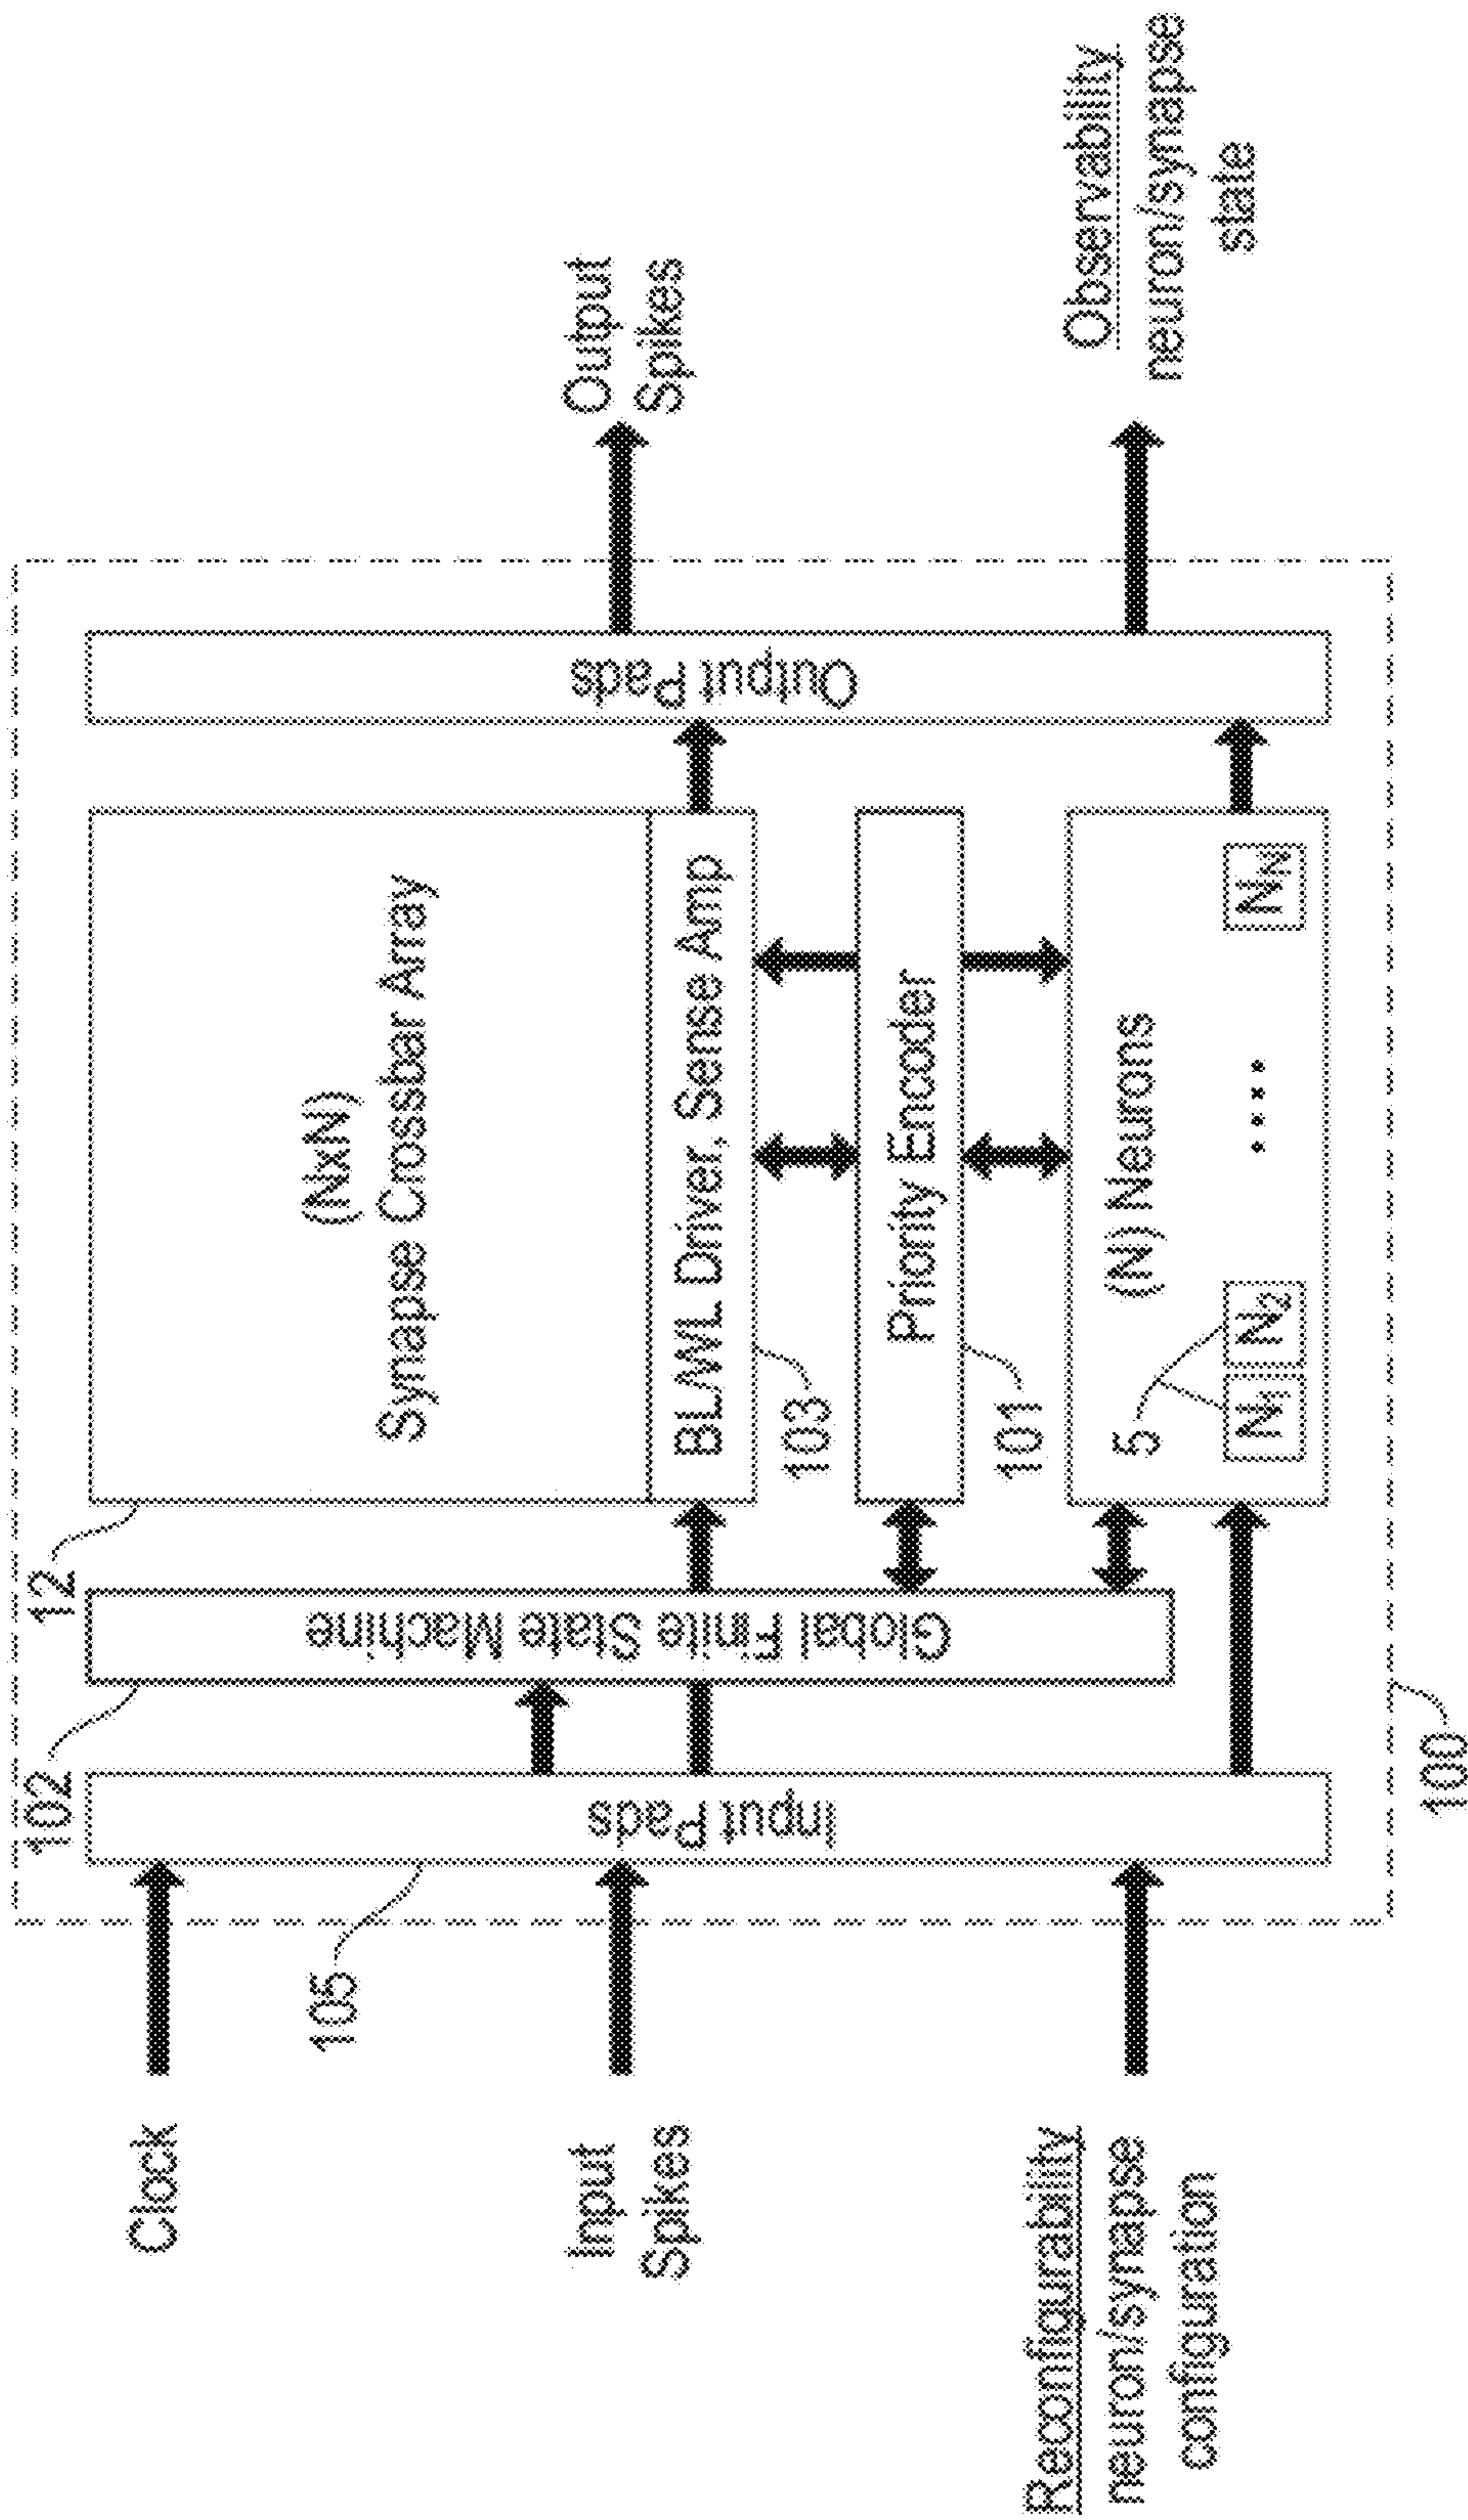 Clock
Input
Spikes
Reconfigurability
neuron/synapse
configuration
105
Input Pads
102
Global Finite State Machine
12
(NxN)
Synapse Crossbar Array
BL/WL Driver, Sense Amp
103
Priority Encoder
101
(N) Neurons
5
N1
N2
....
NN
Output Pads
100
Output
Spikes
Observability
neuron/synapse
state